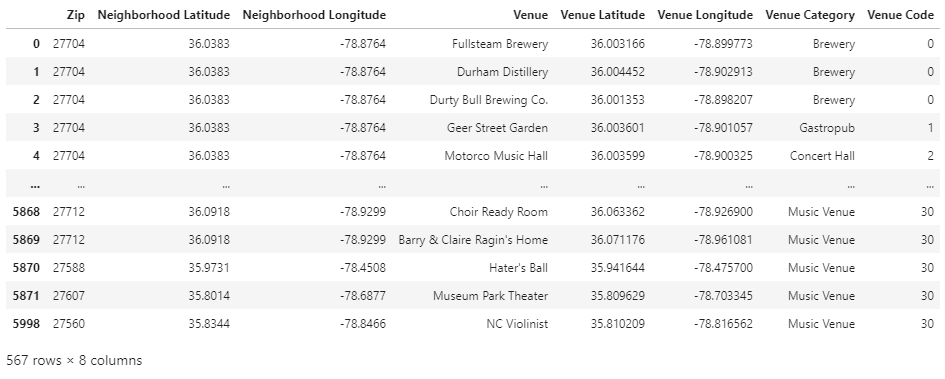 Zip Neighborhood Latitude Neighborhood Longitude Venue Venue Latitude Venue Longitude Venue Category Venue Code
0 27704 36.0383 -78.8764 Fullsteam Brewery 36.003166 -78.899773 Brewery 0
1 27704 36.0383 -78.8764 Durham Distillery 36.004452 -78.902913 Brewery 0
2 27704 36.0383 -78.8764 Durty Bull Brewing Co. 36.001353 -78.898207 Brewery 0
3 27704 36.0383 -78.8764 Geer Street Garden 36.003601 -78.901057 Gastropub 1
4 27704 36.0383 -78.8764 Motorco Music Hall 36.003599 -78.900325 Concert Hall 2
... ... ... ... ... ... ... ... ...
5868 27712 36.0918 -78.9299 Choir Ready Room 36.063362 -78.926900 Music Venue 30
5869 27712 36.0918 -78.9299 Barry & Claire Ragin's Home 36.071176 -78.961081 Music Venue 30
5870 27588 35.9731 -78.4508 Hater's Ball 35.941644 -78.475700 Music Venue 30
5871 27607 35.8014 -78.6877 Museum Park Theater 35.809629 -78.703345 Music Venue 30
5998 27560 35.8344 -78.8466 NC Violinist 35.810209 -78.816562 Music Venue 30
567 rows × 8 columns